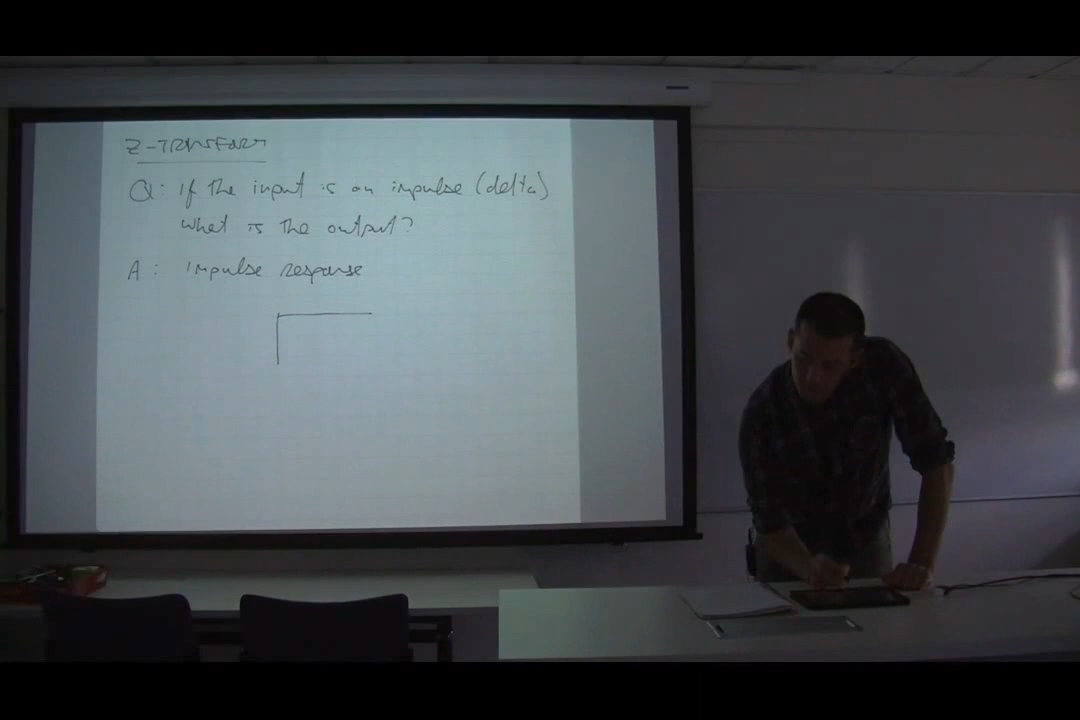 Z-TRANSFORM
Q: If the input is an impulse (delta)
what is the output?
A: impulse response